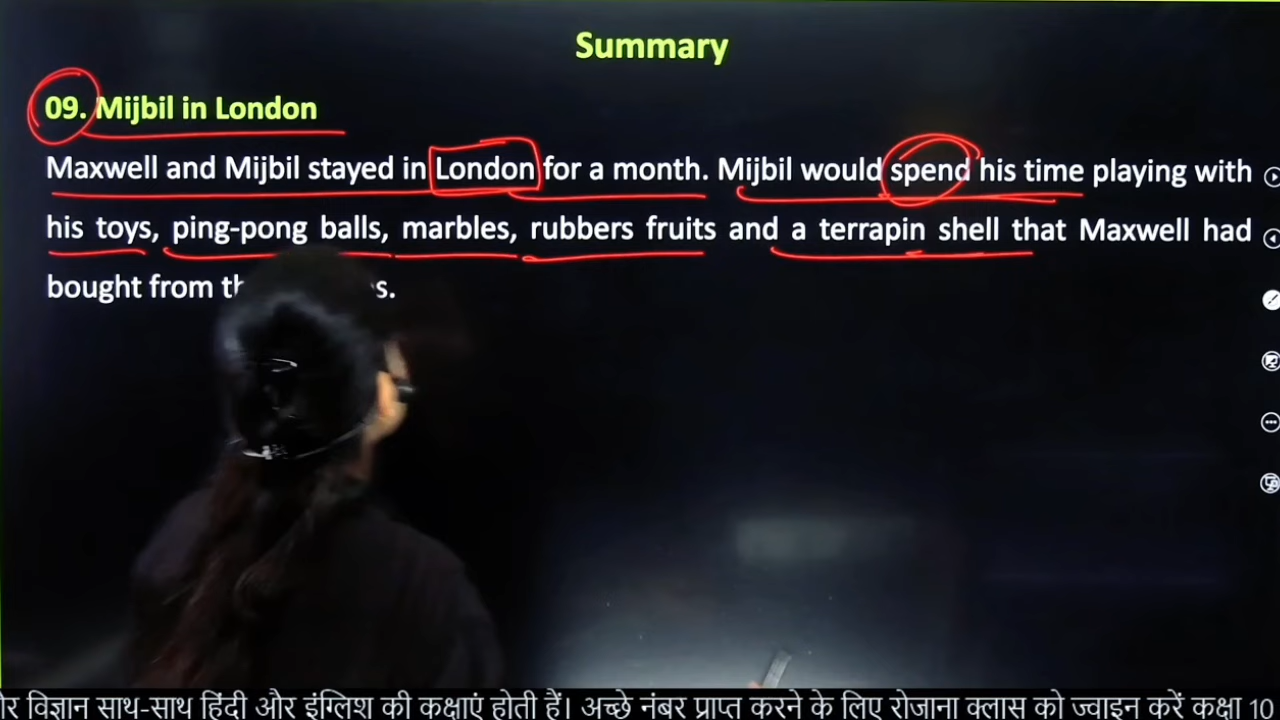 Summary
09. Mijbil in London
Maxwell and Mijbil stayed in London for a month. Mijbil would spend his time playing with
his toys, ping-pong balls, marbles, rubbers fruits and a terrapin shell that Maxwell had
bought from
विज्ञान साथ-साथ हिंदी और इंग्लिश की कक्षाएं होती हैं। अच्छे नंबर प्राप्त करने के लिए रोजाना क्लास को ज्वाइन करें कक्षा 10